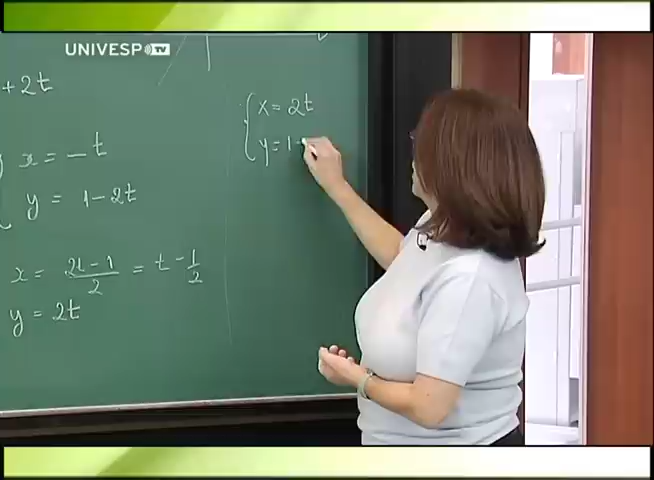 UNIVESP TV
+ 2t
x = - t
y = 1 - 2t
x = 2t - 1 / 2 = t - 1/2
y = 2t
{ x = 2t
y = 1 -